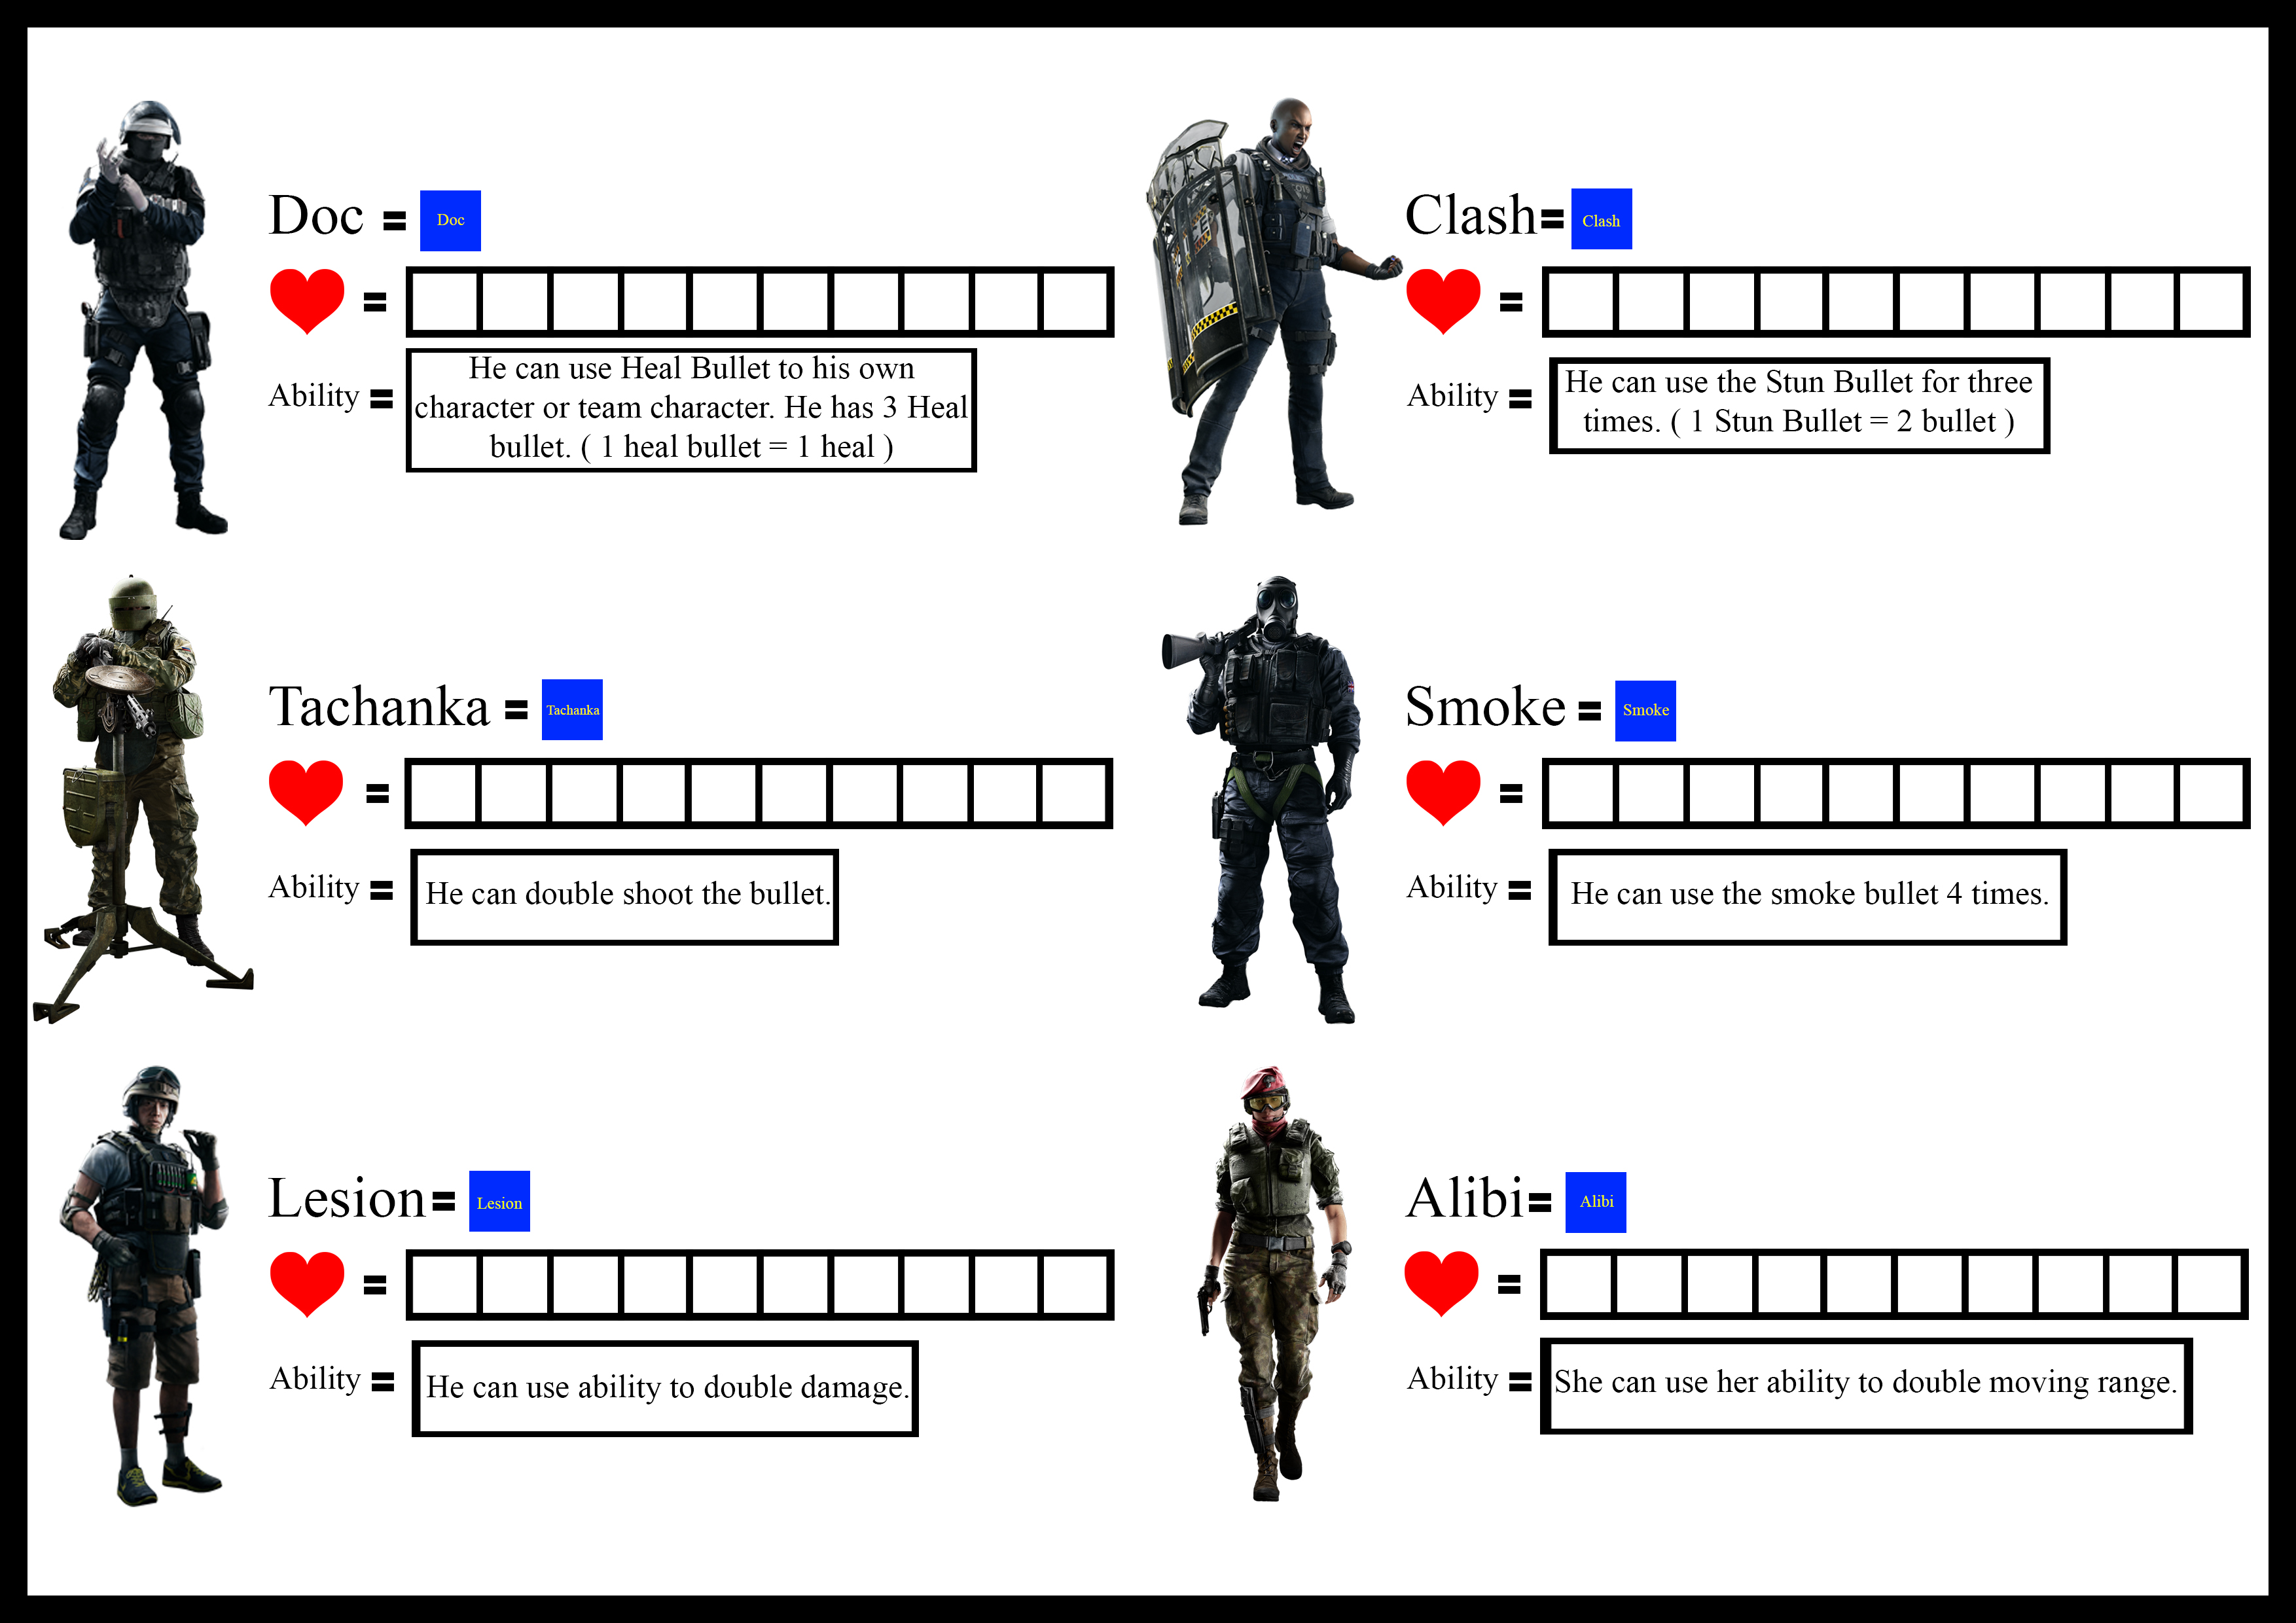 Doc = Doc
=
Ability =
He can use Heal Bullet to his own
character or team character. He has 3 Heal
bullet. ( 1 heal bullet = 1 heal )
Clash= Clash
=
Ability =
He can use the Stun Bullet for three
times. ( 1 Stun Bullet = 2 bullet )
Tachanka = Tachanka
=
Ability =
He can double shoot the bullet.
Smoke = Smoke
=
Ability =
He can use the smoke bullet 4 times.
Lesion= Lesion
=
Ability =
He can use ability to double damage.
Alibi= Alibi
=
Ability =
She can use her ability to double moving range.